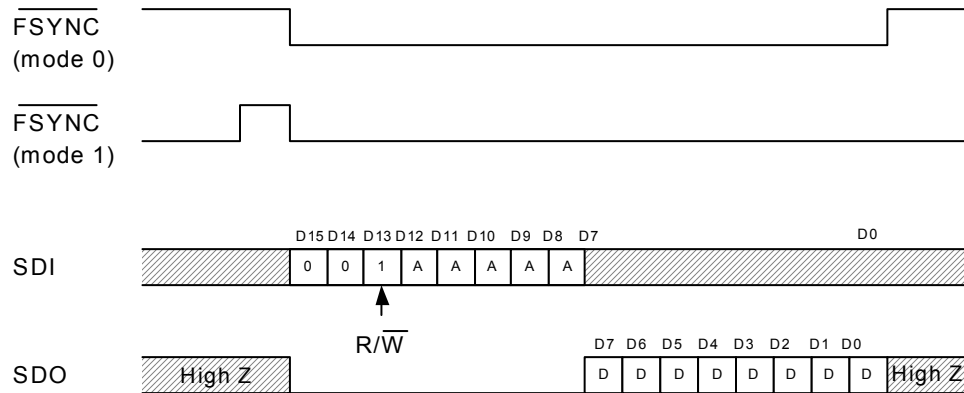 FSYNC
(mode 0)
FSYNC
(mode 1)
D15 D14 D13 D12 D11 D10 D9 D8 D7 D0
SDI 0 0 1 A A A A A
R/W
D7 D6 D5 D4 D3 D2 D1 D0
SDO High Z D D D D D D D D High Z